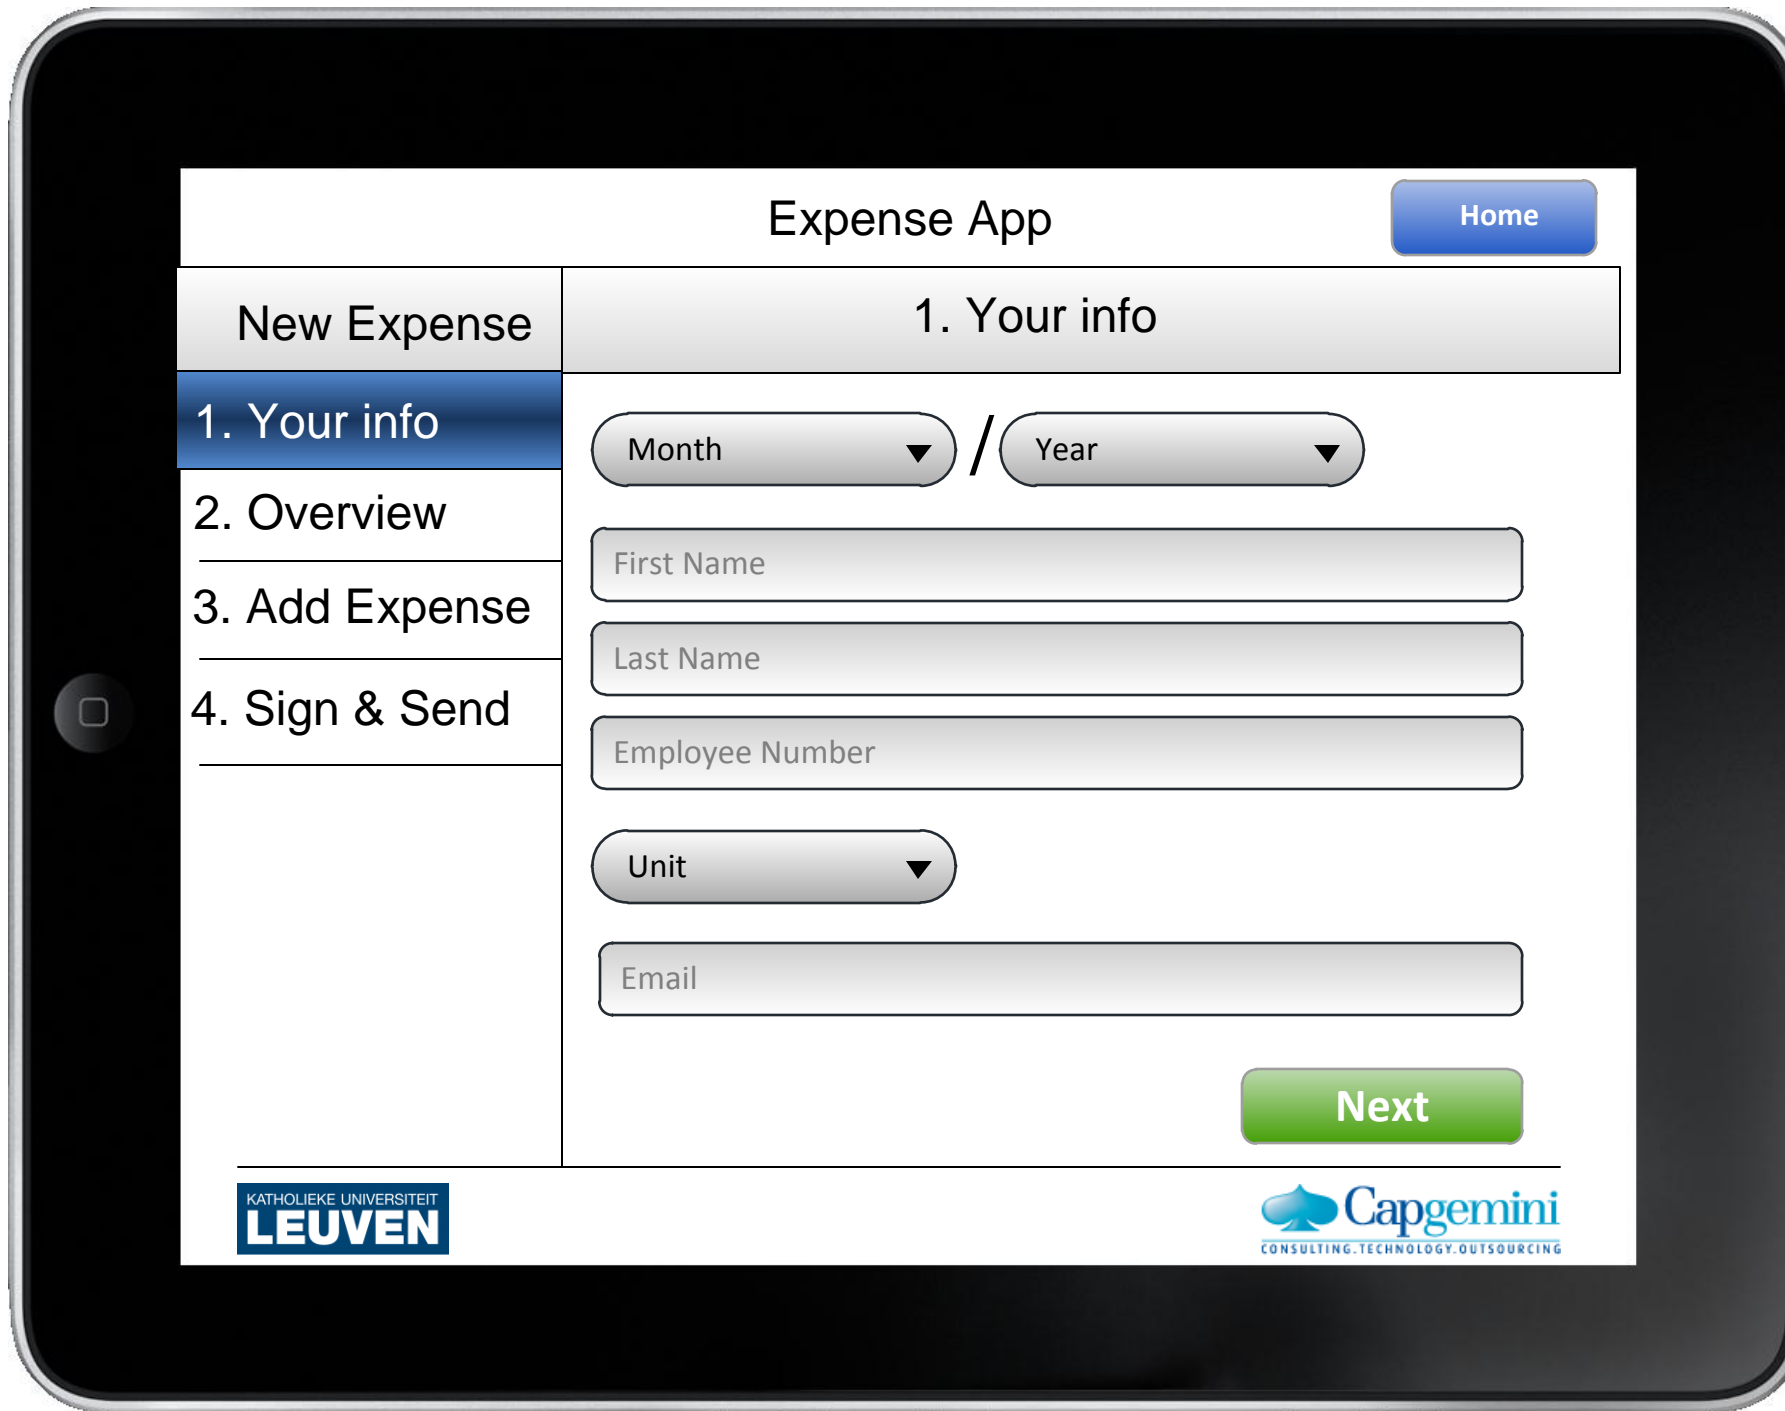 Expense App
Home
New Expense
1. Your info
1. Your info
2. Overview
3. Add Expense
4. Sign & Send
Month
/
Year
First Name
Last Name
Employee Number
Unit
Email
Next
KATHOLIEKE UNIVERSITEIT
LEUVEN
Capgemini
CONSULTING.TECHNOLOGY.OUTSOURCING